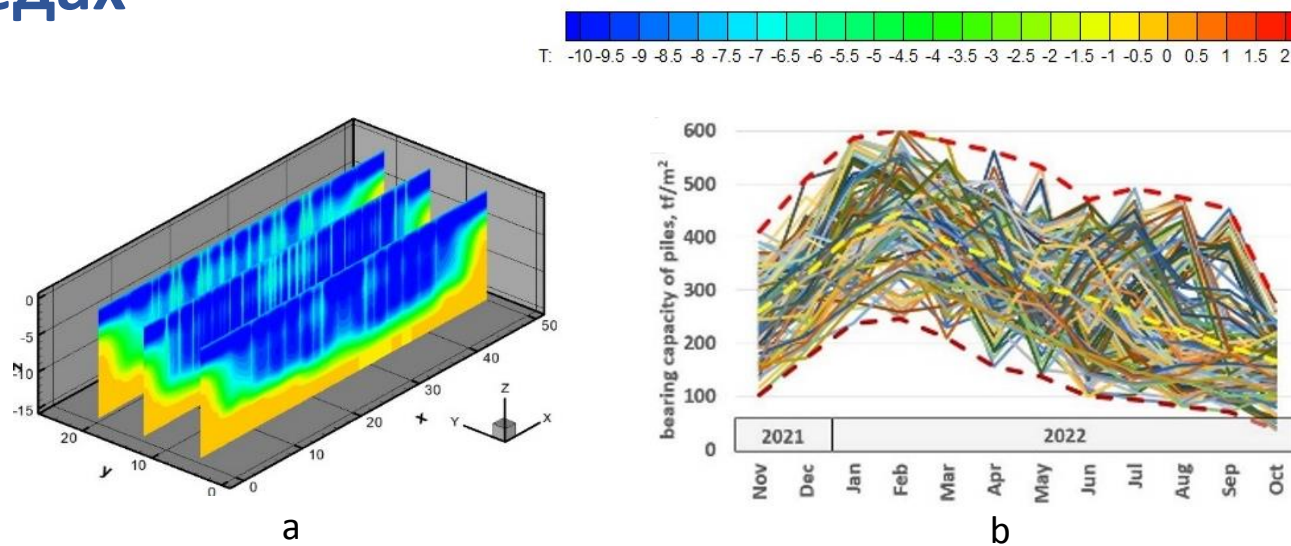 T: -10 -9.5 -9 -8.5 -8 -7.5 -7 -6.5 -6 -5.5 -5 -4.5 -4 -3.5 -3 -2.5 -2 -1.5 -1 -0.5 0 0.5 1 1.5 2
0
-5
-10
-15
z
20
10
0
y
0
10
20
30
40
50
x
Z
Y
X
a
bearing capacity of piles, tf/m²
600
500
400
300
200
100
0
2021 2022
Nov Dec Jan Feb Mar Apr May Jun Jul Aug Sep Oct
b